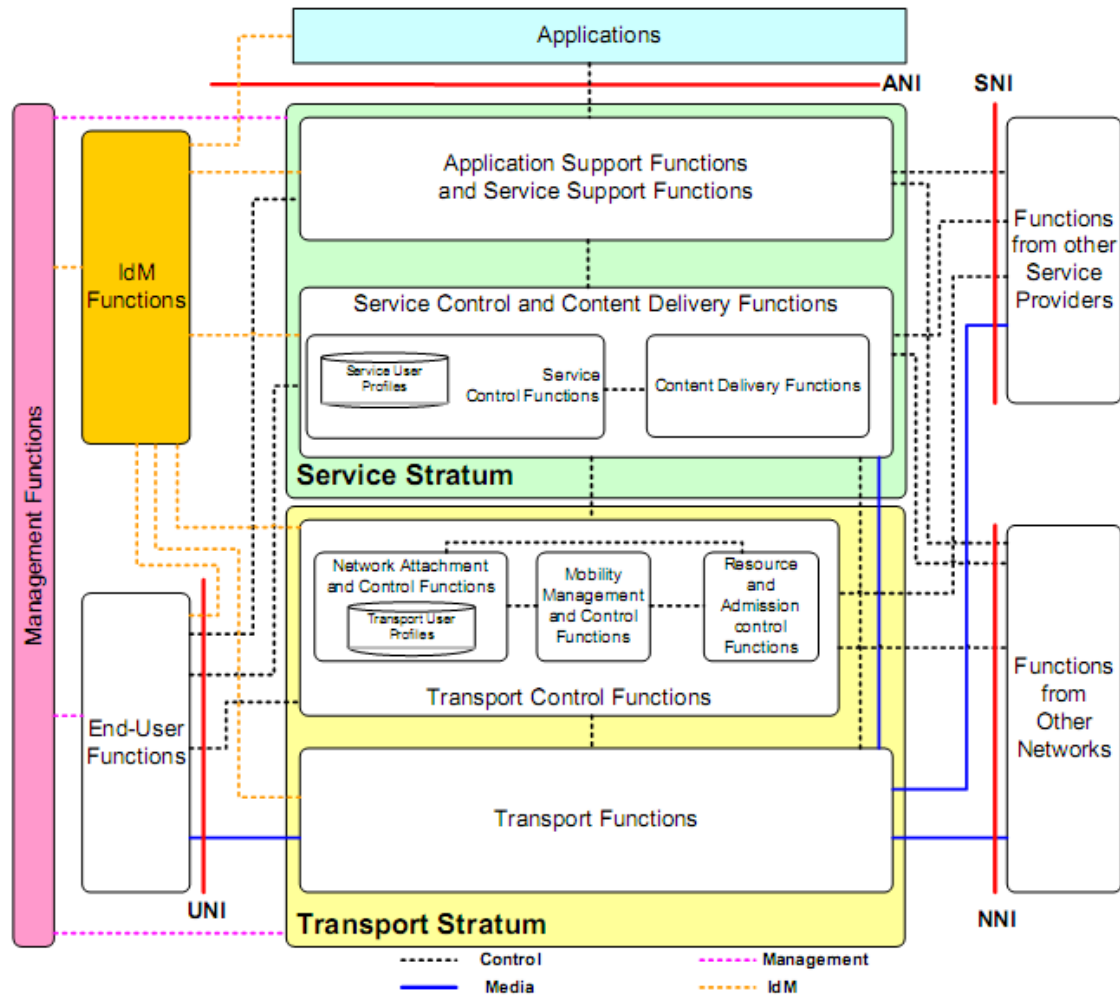 Applications
ANI
SNI
Application Support Functions
and Service Support Functions
Functions
from other
Service
Providers
IdM
Functions
Service Control and Content Delivery Functions
Service User
Profiles
Service
Control Functions
Content Delivery Functions
Service Stratum
Management Functions
Network Attachment
and Control Functions
Transport User
Profiles
Mobility
Management
and Control
Functions
Resource
and
Admission
control
Functions
Transport Control Functions
End-User
Functions
Functions
from
Other
Networks
Transport Functions
UNI
Transport Stratum
NNI
Control
Management
Media
IdM